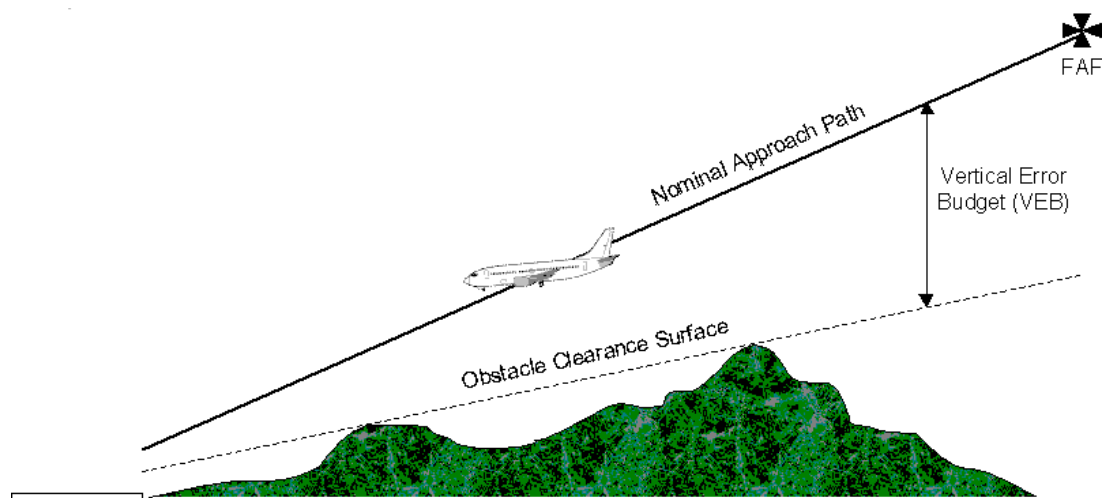 FAF
Nominal Approach Path
Vertical Error
Budget (VEB)
Obstacle Clearance Surface